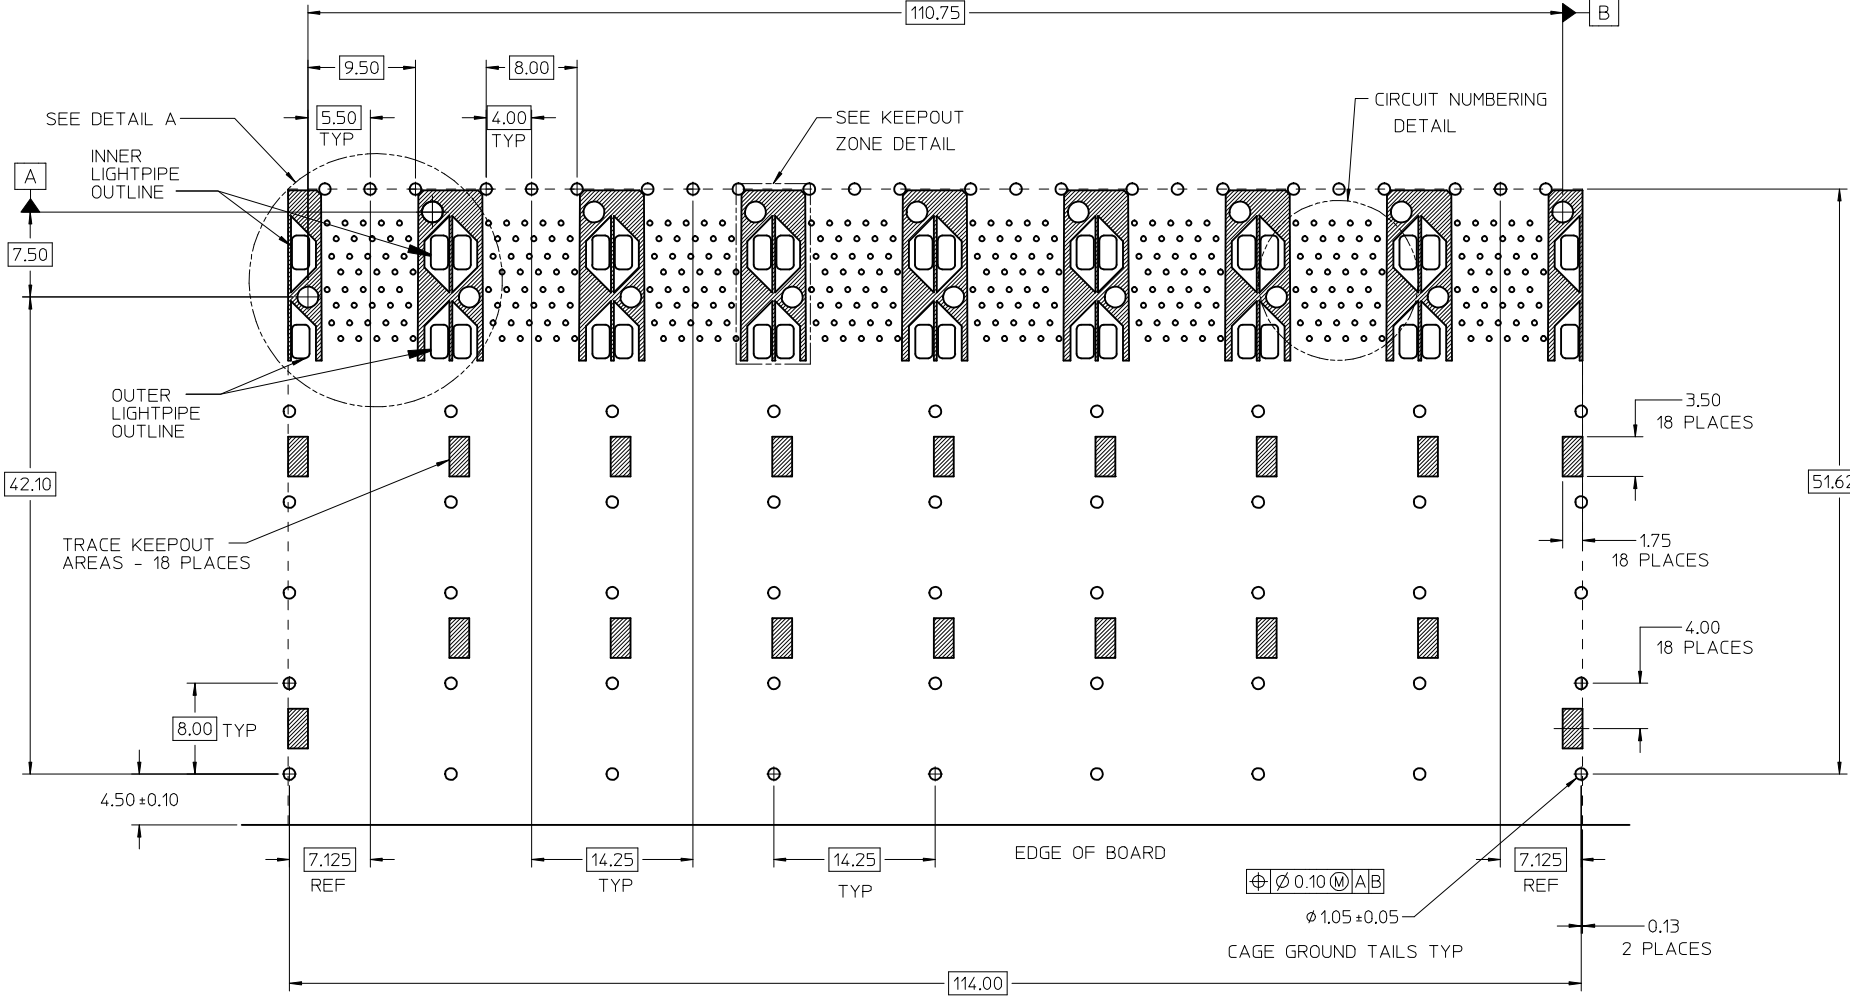 110.75
B
9.50
8.00
SEE DETAIL A
5.50
TYP
4.00
TYP
SEE KEEPOUT
ZONE DETAIL
CIRCUIT NUMBERING
DETAIL
INNER
LIGHTPIPE
OUTLINE
A
7.50
OUTER
LIGHTPIPE
OUTLINE
3.50
18 PLACES
42.10
51.62
TRACE KEEPOUT
AREAS - 18 PLACES
1.75
18 PLACES
4.00
18 PLACES
8.00 TYP
4.50 ±0.10
7.125
REF
14.25
TYP
14.25
TYP
EDGE OF BOARD
7.125
REF
⌖ Ø 0.10 Ⓜ A B
Ø 1.05 ±0.05
CAGE GROUND TAILS TYP
0.13
2 PLACES
114.00